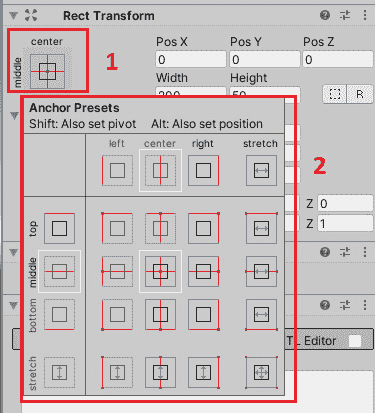 Rect Transform
center
1
middle
Pos X Pos Y Pos Z
0 0 0
Width Height
200 50
R
Anchor Presets
Shift: Also set pivot Alt: Also set position
left center right stretch
2
top
Z 0
middle
Z 1
bottom
TL Editor
stretch